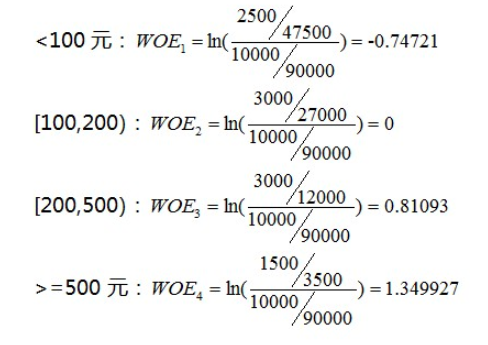 <100 元：WOE₁ = ln( (2500/47500) / (10000/90000) ) = -0.74721
[100,200)：WOE₂ = ln( (3000/27000) / (10000/90000) ) = 0
[200,500)：WOE₃ = ln( (3000/12000) / (10000/90000) ) = 0.81093
>=500 元：WOE₄ = ln( (1500/3500) / (10000/90000) ) = 1.349927